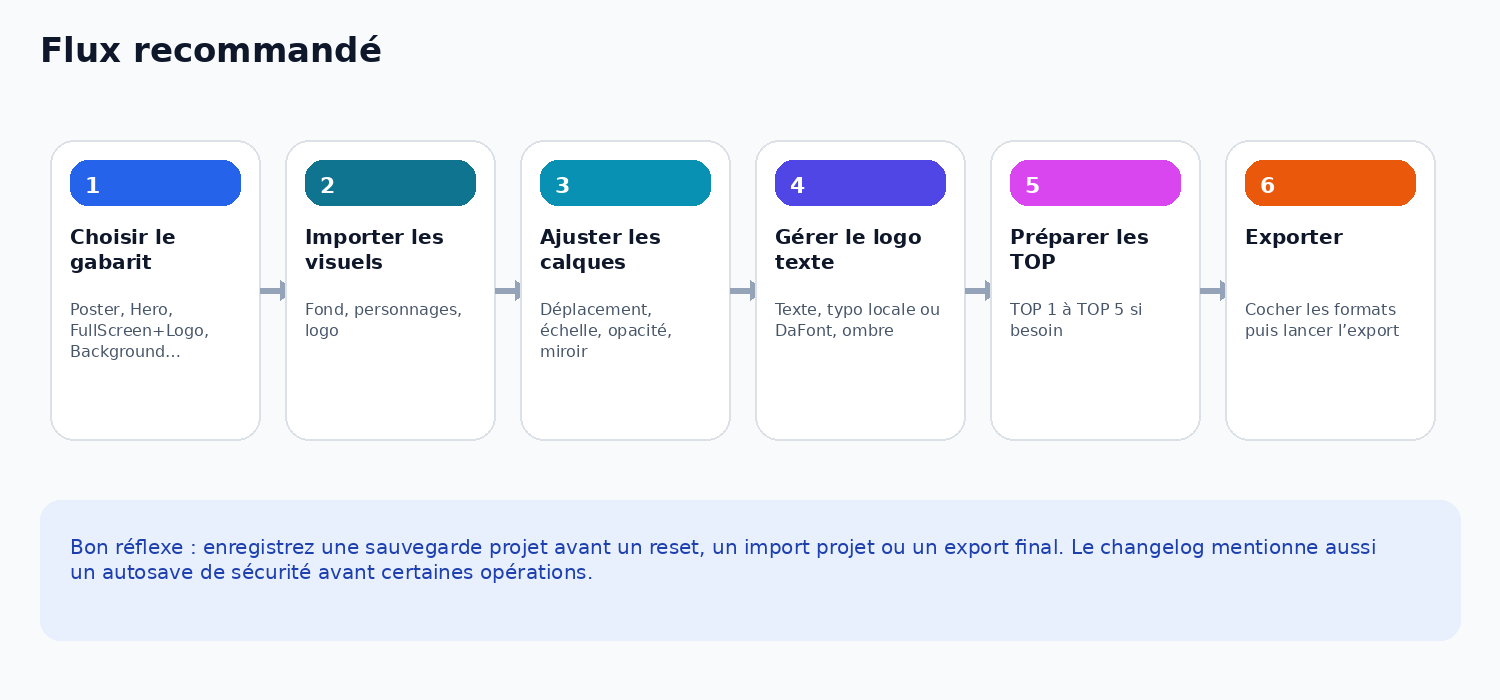 Flux recommandé
1
Choisir le
gabarit
Poster, Hero,
FullScreen+Logo,
Background…
2
Importer les
visuels
Fond, personnages,
logo
3
Ajuster les
calques
Déplacement,
échelle, opacité,
miroir
4
Gérer le logo
texte
Texte, typo locale ou
DaFont, ombre
5
Préparer les
TOP
TOP 1 à TOP 5 si
besoin
6
Exporter
Cocher les formats
puis lancer l’export
Bon réflexe : enregistrez une sauvegarde projet avant un reset, un import projet ou un export final. Le changelog mentionne aussi
un autosave de sécurité avant certaines opérations.